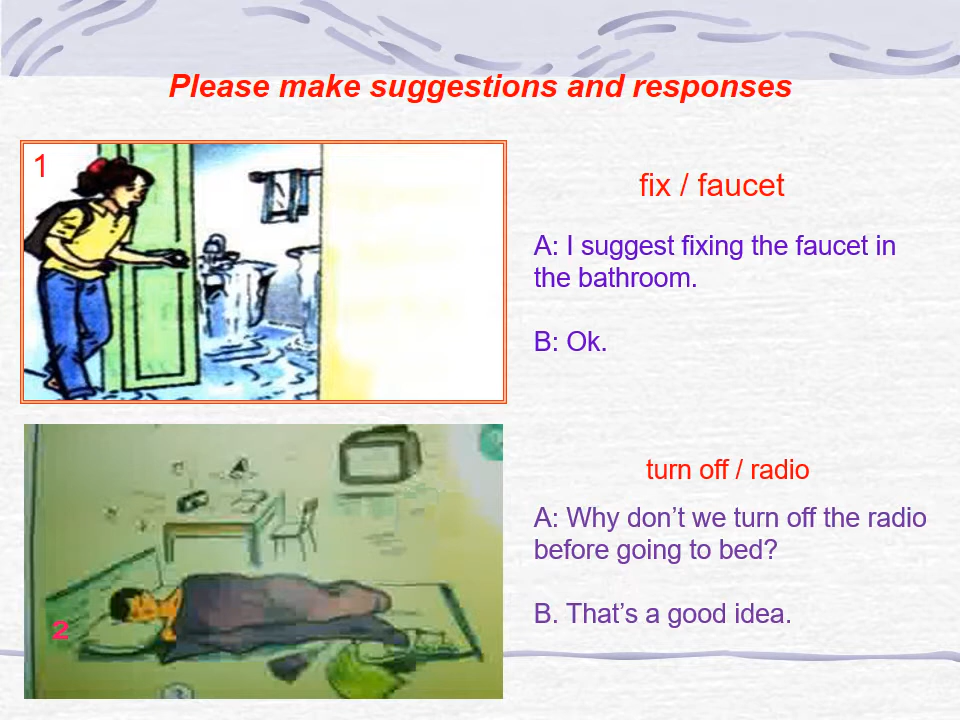 Please make suggestions and responses
1
fix / faucet
A: I suggest fixing the faucet in
the bathroom.
B: Ok.
turn off / radio
A: Why don’t we turn off the radio
before going to bed?
B. That’s a good idea.
2